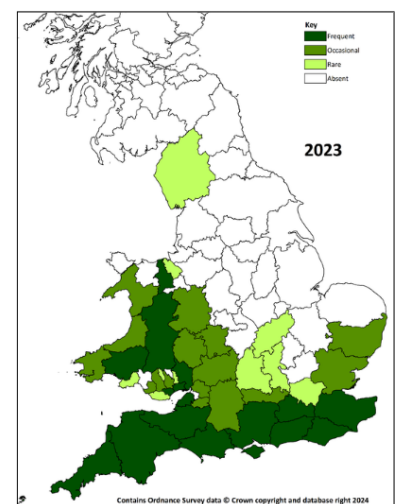 Key
Frequent
Occasional
Rare
Absent
2023
Contains Ordnance Survey data © Crown copyright and database right 2024